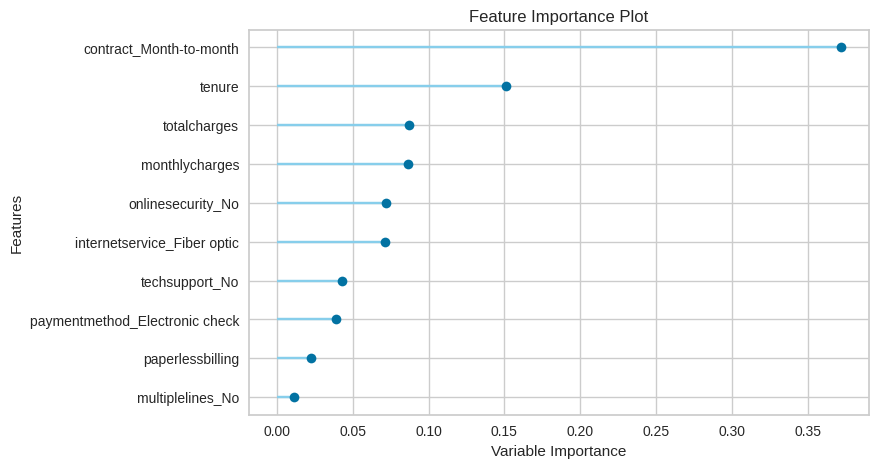 Feature Importance Plot
contract_Month-to-month
tenure
totalcharges
monthlycharges
onlinesecurity_No
internetservice_Fiber optic
techsupport_No
paymentmethod_Electronic check
paperlessbilling
multiplelines_No
Features
0.00 0.05 0.10 0.15 0.20 0.25 0.30 0.35
Variable Importance